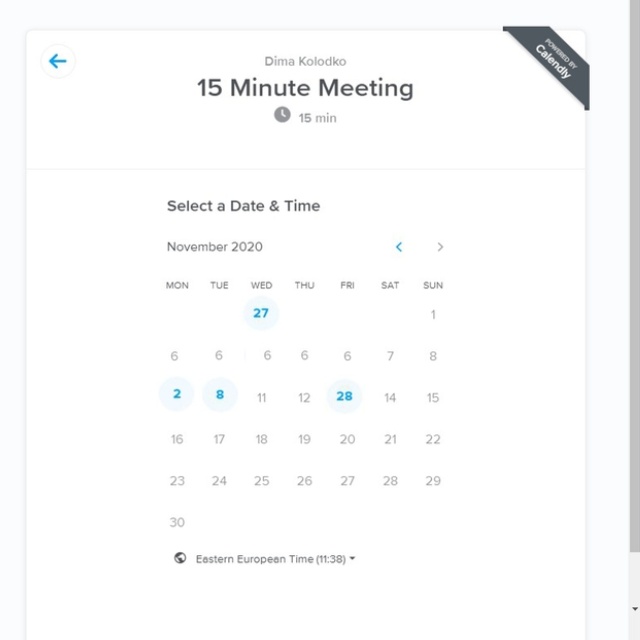 Dima Kolodko
15 Minute Meeting
15 min
POWERED BY
Calendly
Select a Date & Time
November 2020
MON TUE WED THU FRI SAT SUN
27 1
6 6 6 6 6 7 8
2 8 11 12 28 14 15
16 17 18 19 20 21 22
23 24 25 26 27 28 29
30
Eastern European Time (11:38)